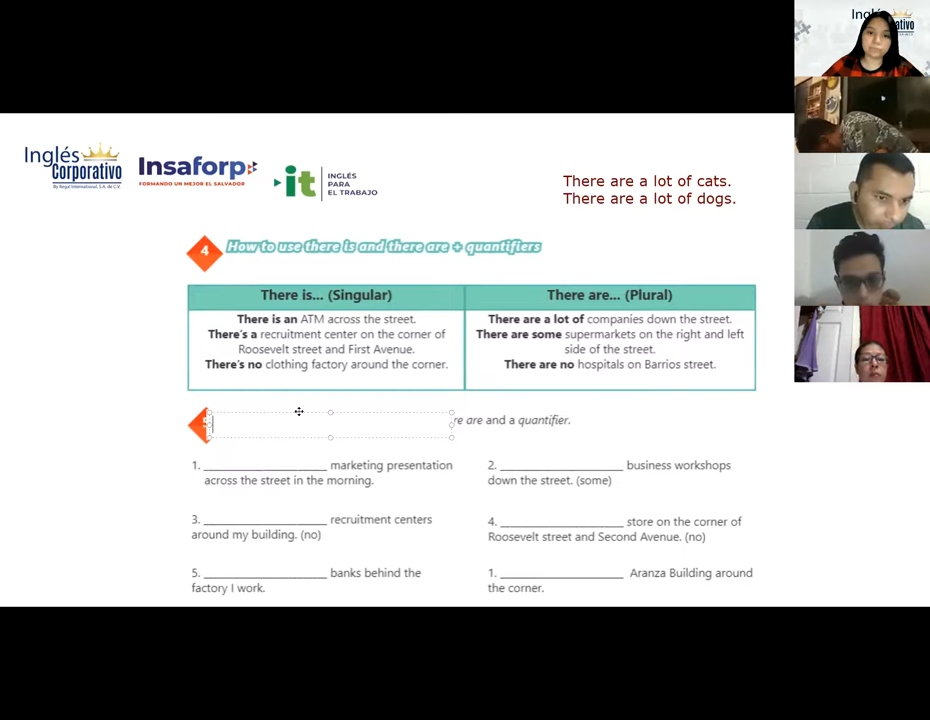 Inglés
Corporativo
By Regal International, S.A. de C.V.
Insaforp
FORMANDO UN MEJOR EL SALVADOR
it
INGLÉS
PARA
EL TRABAJO
There are a lot of cats.
There are a lot of dogs.
4
How to use there is and there are + quantifiers
There is... (Singular)
There are... (Plural)
There is an ATM across the street.
There's a recruitment center on the corner of
Roosevelt street and First Avenue.
There's no clothing factory around the corner.
There are a lot of companies down the street.
There are some supermarkets on the right and left
side of the street.
There are no hospitals on Barrios street.
re are and a quantifier.
1. ____________________ marketing presentation
across the street in the morning.
2. ____________________ business workshops
down the street. (some)
3. ____________________ recruitment centers
around my building. (no)
4. ____________________ store on the corner of
Roosevelt street and Second Avenue. (no)
5. ____________________ banks behind the
factory I work.
1. ____________________ Aranza Building around
the corner.